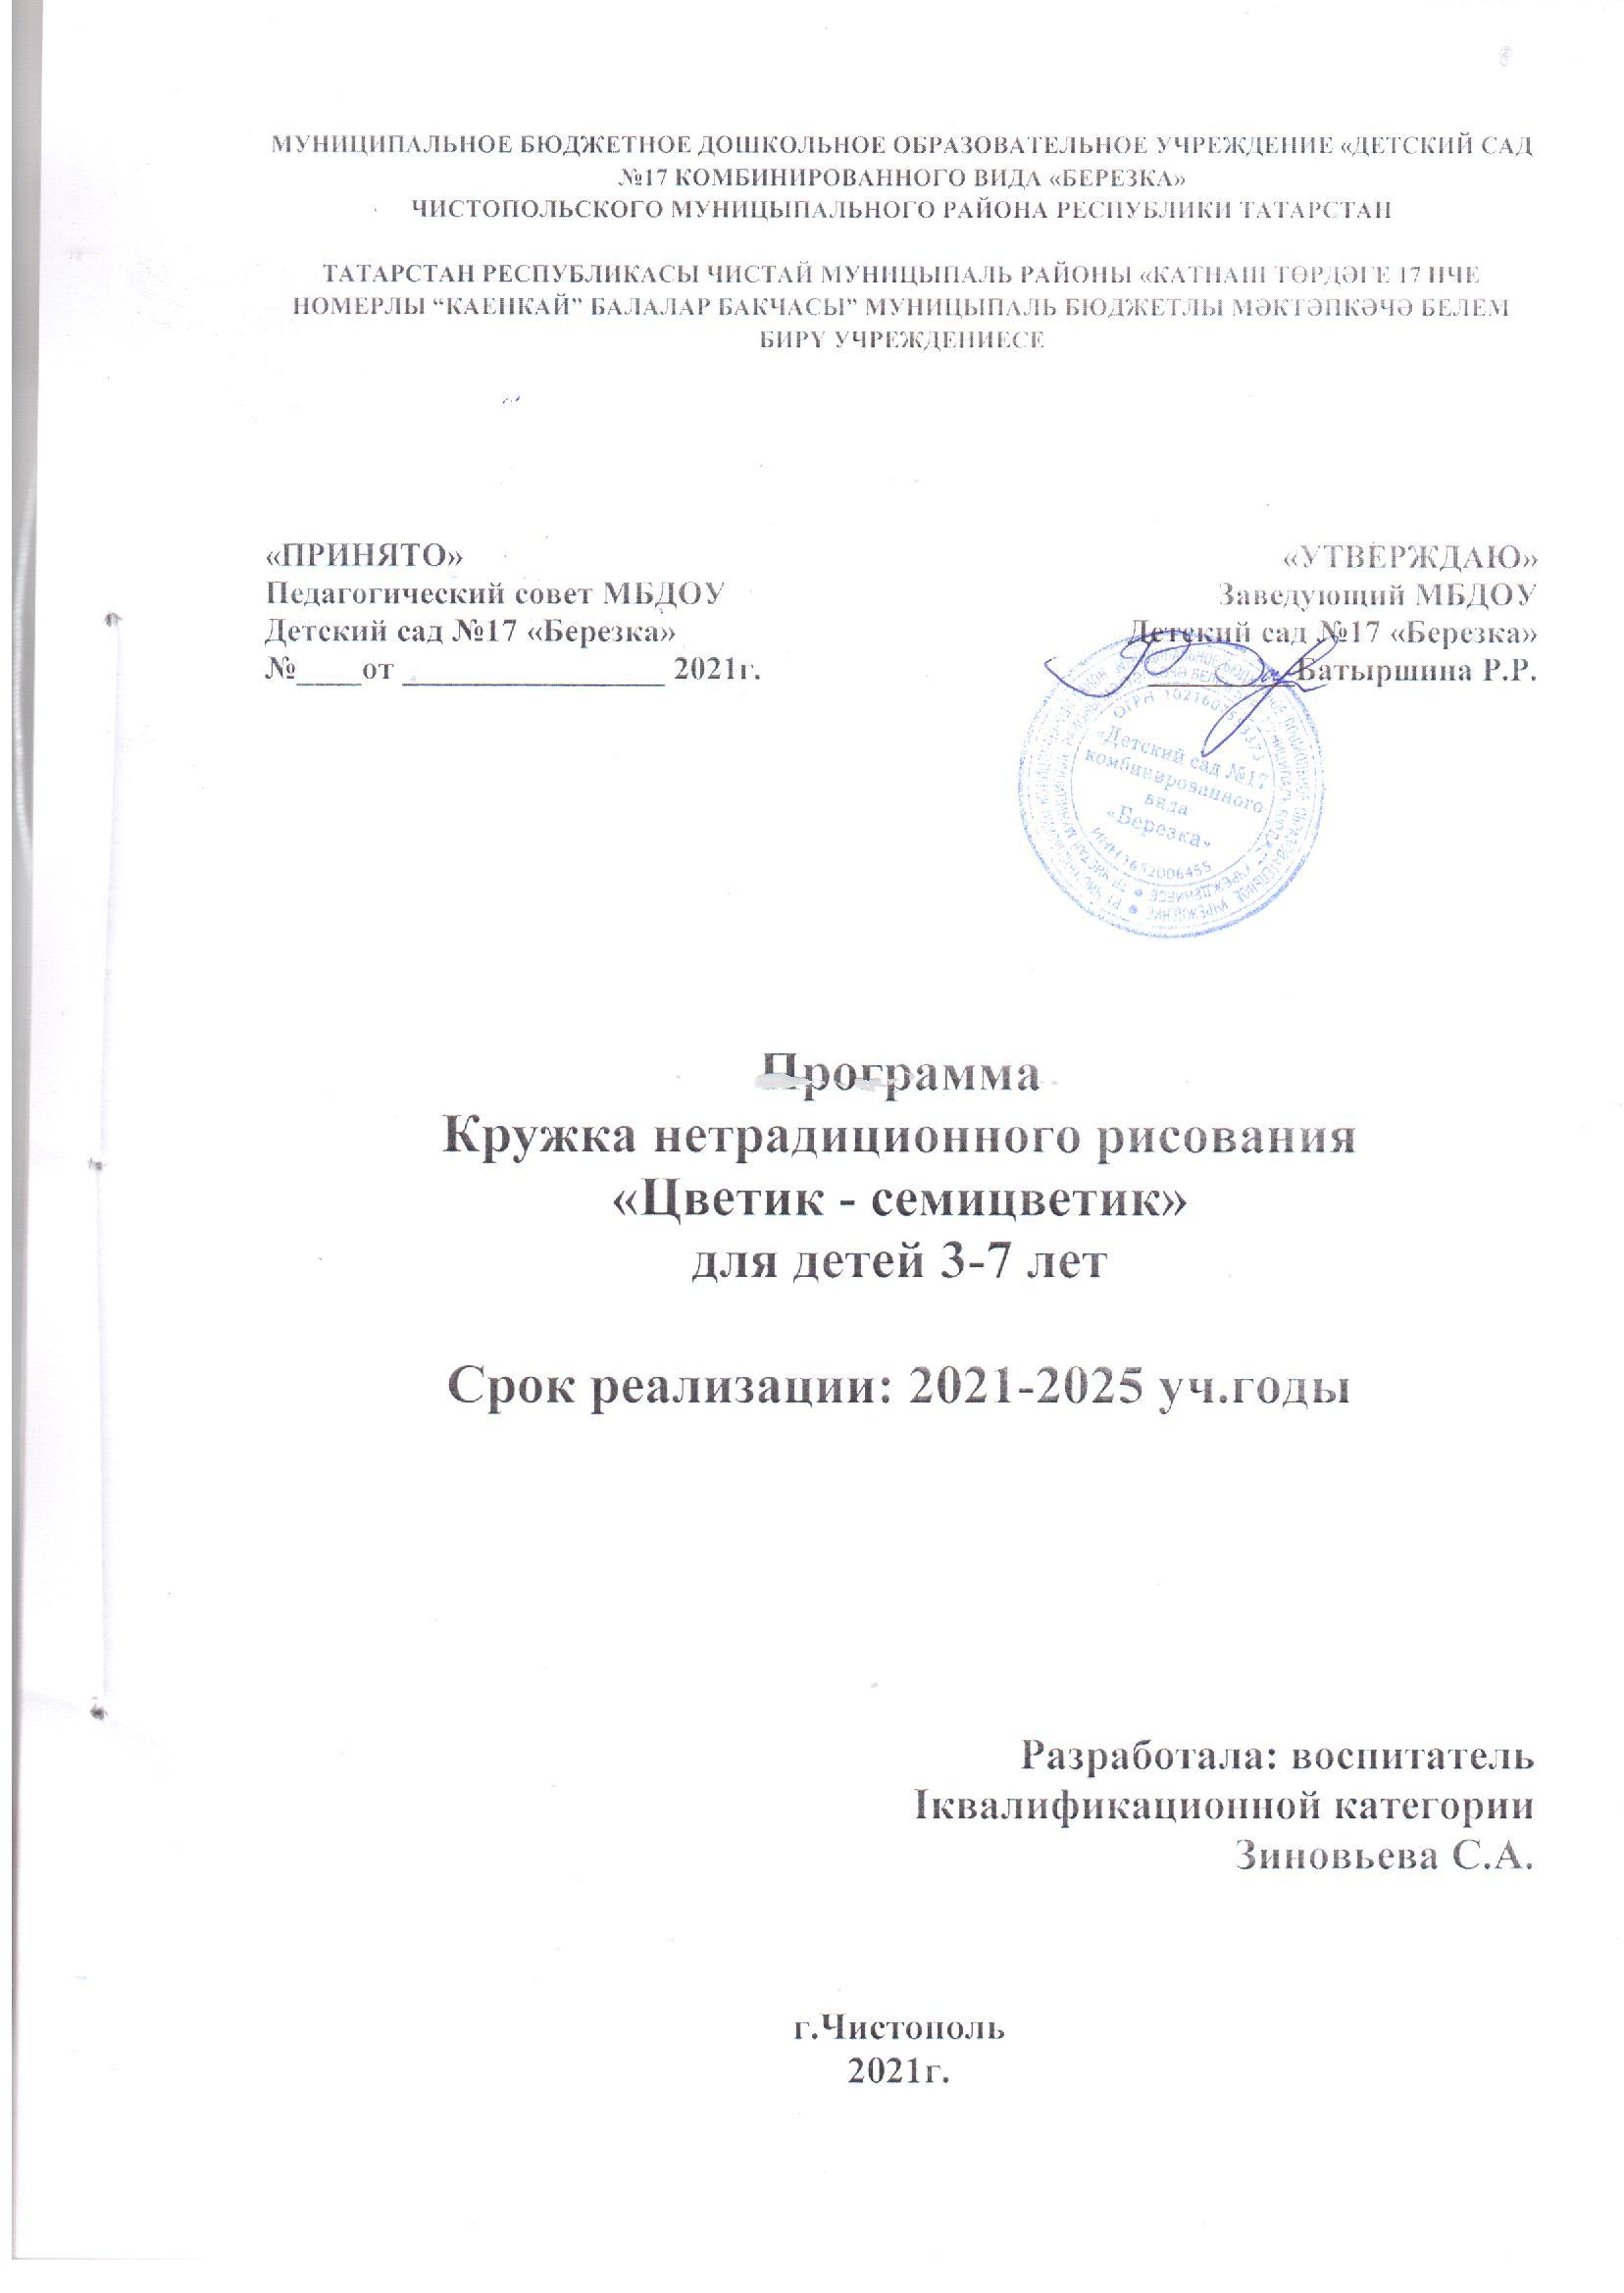 МУНИЦИПАЛЬНОЕ БЮДЖЕТНОЕ ДОШКОЛЬНОЕ ОБРАЗОВАТЕЛЬНОЕ УЧРЕЖДЕНИЕ «ДЕТСКИЙ САД
№17 КОМБИНИРОВАННОГО ВИДА «БЕРЕЗКА»
ЧИСТОПОЛЬСКОГО МУНИЦЫПАЛЬНОГО РАЙОНА РЕСПУБЛИКИ ТАТАРСТАН
ТАТАРСТАН РЕСПУБЛИКАСЫ ЧИСТАЙ МУНИЦЫПАЛЬ РАЙОНЫ «КАТНАШ ТӨРДӘГЕ 17 НЧЕ
НОМЕРЛЫ “КАЕНКАЙ” БАЛАЛАР БАКЧАСЫ” МУНИЦЫПАЛЬ БЮДЖЕТЛЫ МӘКТӘПКӘЧӘ БЕЛЕМ
БИРҮ УЧРЕЖДЕНИЕСЕ
«ПРИНЯТО»
Педагогический совет МБДОУ
Детский сад №17 «Березка»
№____от ________________ 2021г.
«УТВЕРЖДАЮ»
Заведующий МБДОУ
Детский сад №17 «Березка»
_________Батыршина Р.Р.
«Детский сад №17
комбинированного
вида
«Березка»
ИНН 1652006455
Программа
Кружка нетрадиционного рисования
«Цветик - семицветик»
для детей 3-7 лет
Срок реализации: 2021-2025 уч.годы
Разработала: воспитатель
Iквалификационной категории
Зиновьева С.А.
г.Чистополь
2021г.